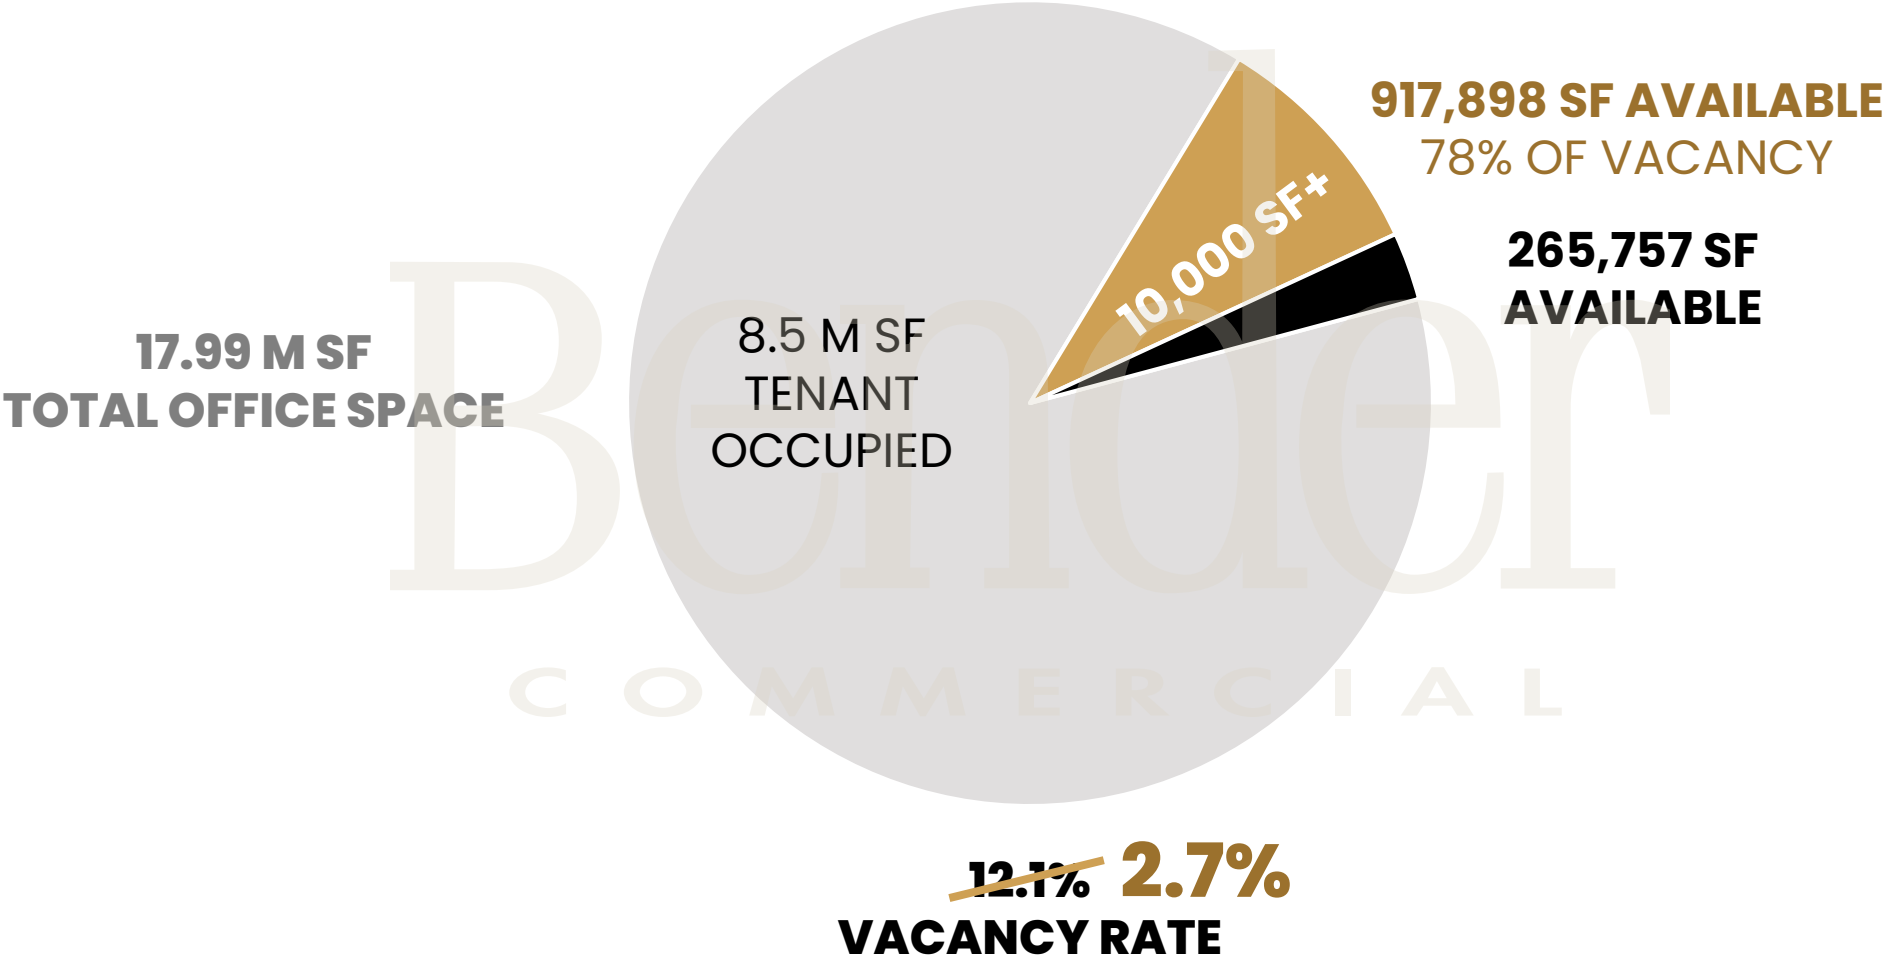 917,898 SF AVAILABLE
78% OF VACANCY
10,000 SF+
265,757 SF
AVAILABLE
17.99 M SF
TOTAL OFFICE SPACE
8.5 M SF
TENANT
OCCUPIED
Bender
COMMERCIAL
12.1% 2.7%
VACANCY RATE